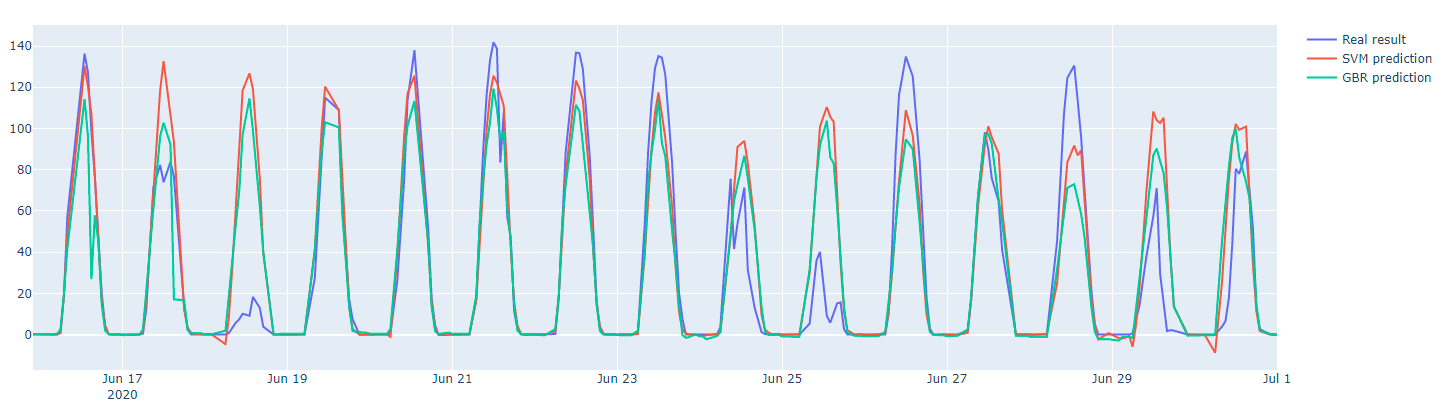 140
120
100
80
60
40
20
0
Jun 17
2020
Jun 19
Jun 21
Jun 23
Jun 25
Jun 27
Jun 29
Jul 1
Real result
SVM prediction
GBR prediction